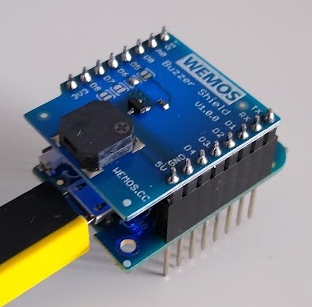 WEMOS
Buzzer Shield
V1.0.0
TX
RX
D1
D2
D3
D4
GND
5V
A0
D5
D6
D7
D8
3V3
WEMOS.CC